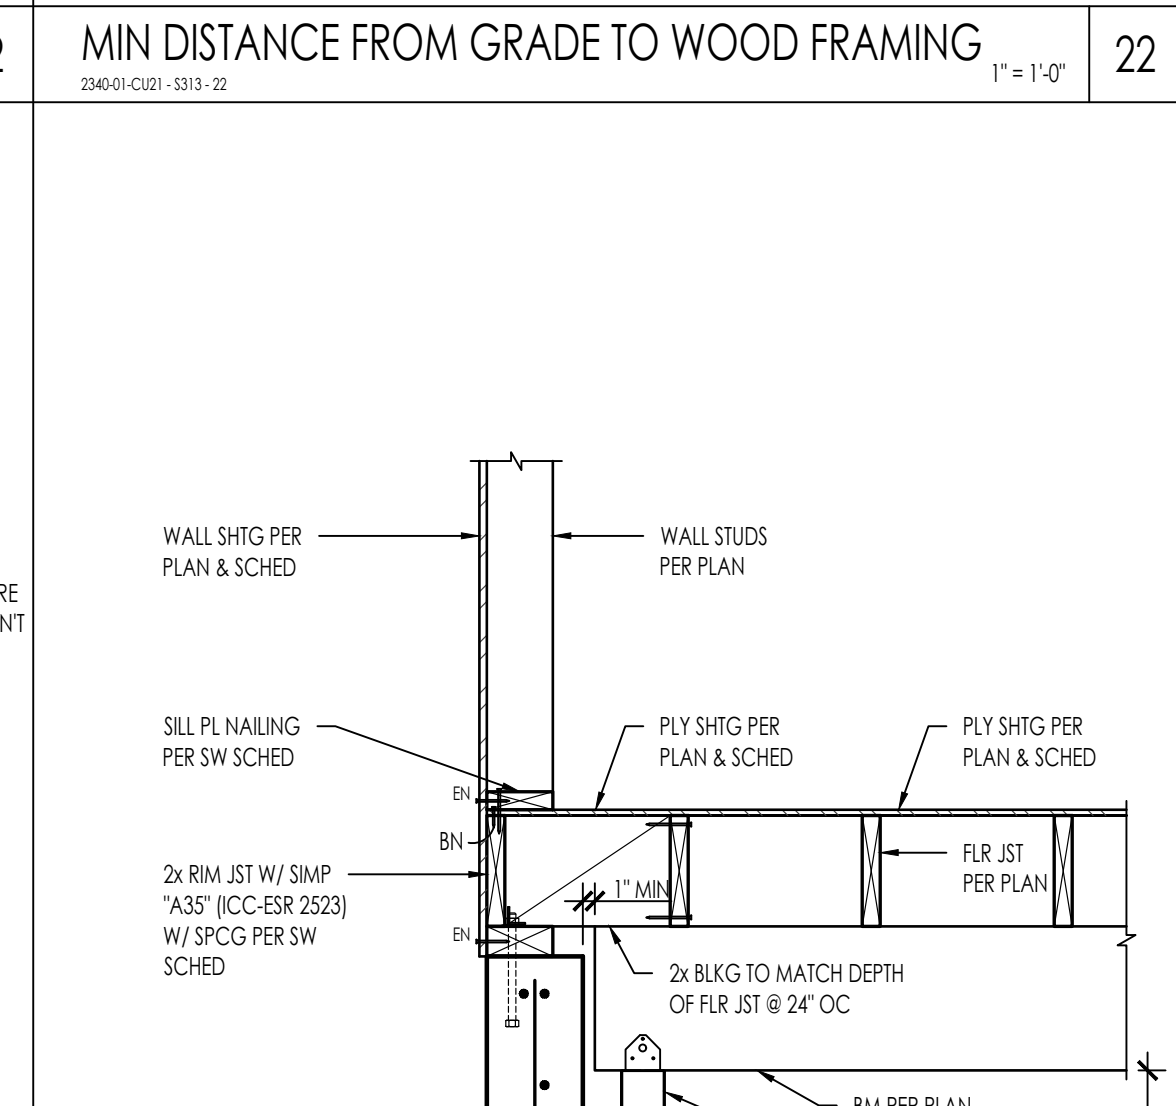 MIN DISTANCE FROM GRADE TO WOOD FRAMING
1" = 1'-0"
22
2340-01-CU21 - S313 - 22
WALL SHTG PER
PLAN & SCHED
WALL STUDS
PER PLAN
RE
N'T
SILL PL NAILING
PER SW SCHED
PLY SHTG PER
PLAN & SCHED
PLY SHTG PER
PLAN & SCHED
EN
BN
2x RIM JST W/ SIMP
"A35" (ICC-ESR 2523)
W/ SPCG PER SW
SCHED
FLR JST
PER PLAN
1" MIN
EN
2x BLKG TO MATCH DEPTH
OF FLR JST @ 24" OC
BM PER PLAN